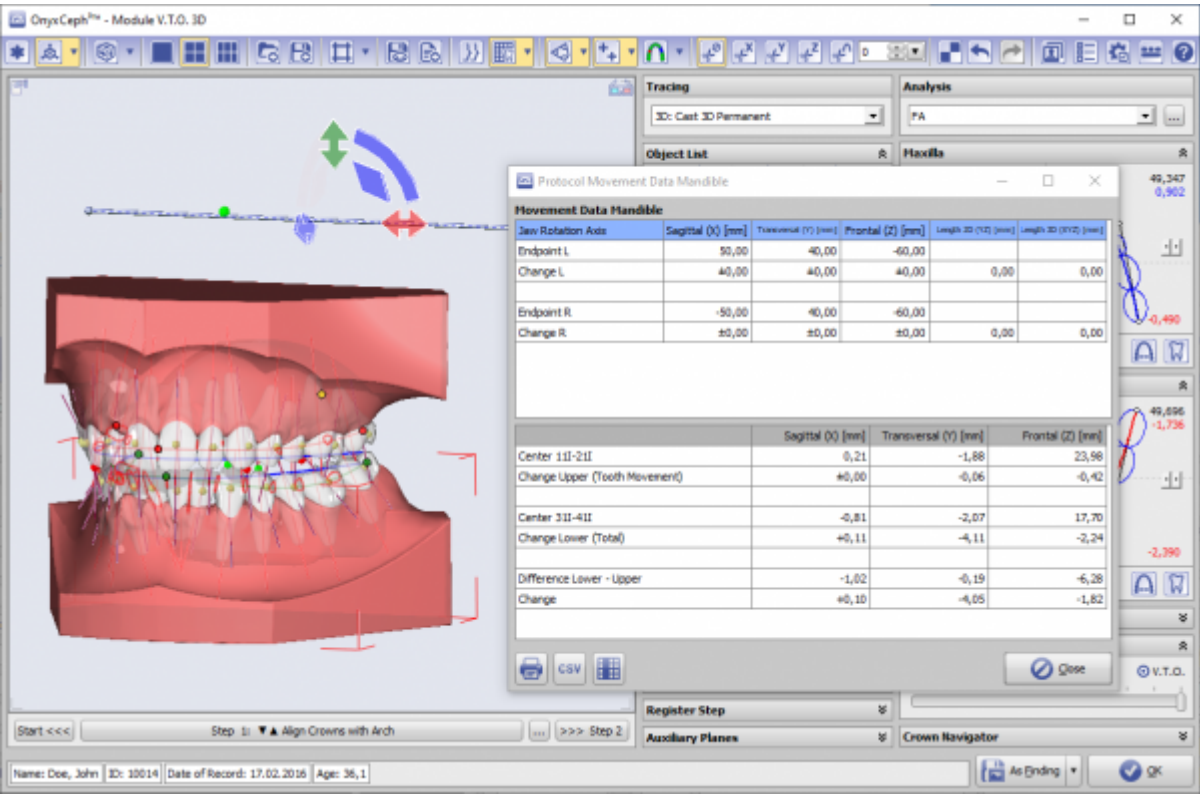 OnyxCeph³ᵀᴹ - Module V.T.O. 3D
0
Tracing
Analysis
3D: Cast 3D Permanent
PA
...
Object List
Maxilla
49,347
0,902
-0,490
49,696
-1,736
-2,390
V.T.O.
Protocol Movement Data Mandible
Movement Data Mandible
Jaw Rotation Axis Sagittal (X) [mm] Transversal (Y) [mm] Frontal (Z) [mm] Length 2D (YZ) [mm] Length 3D (XYZ) [mm]
Endpoint L 50,00 40,00 -60,00
Change L ±0,00 ±0,00 ±0,00 0,00 0,00
Endpoint R -50,00 40,00 -60,00
Change R ±0,00 ±0,00 ±0,00 0,00 0,00
Sagittal (X) [mm] Transversal (Y) [mm] Frontal (Z) [mm]
Center 11I-21I 0,21 -1,88 23,98
Change Upper (Tooth Movement) ±0,00 -0,06 -0,42
Center 31I-41I -0,81 -2,07 17,70
Change Lower (Total) +0,11 -4,11 -2,24
Difference Lower - Upper -1,02 -0,19 -6,28
Change +0,10 -4,05 -1,82
CSV
Close
Register Step
Start <<<
Step 1: ▼▲ Align Crowns with Arch
...
>>> Step 2
Auxiliary Planes
Crown Navigator
Name: Doe, John ID: 10014 Date of Record: 17.02.2016 Age: 36,1
As Finding
OK